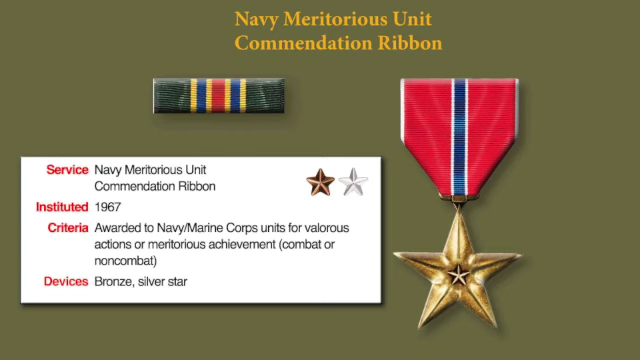 Navy Meritorious Unit
Commendation Ribbon
Service Navy Meritorious Unit
Commendation Ribbon
Instituted 1967
Criteria Awarded to Navy/Marine Corps units for valorous
actions or meritorious achievement (combat or
noncombat)
Devices Bronze, silver star